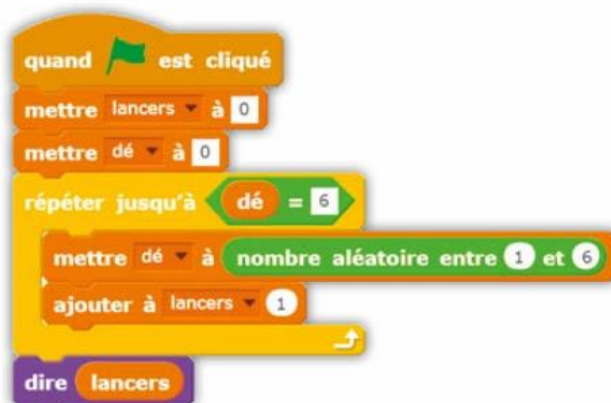 quand est cliqué
mettre lancers à 0
mettre dé à 0
répéter jusqu'à dé = 6
mettre dé à nombre aléatoire entre 1 et 6
ajouter à lancers 1
dire lancers